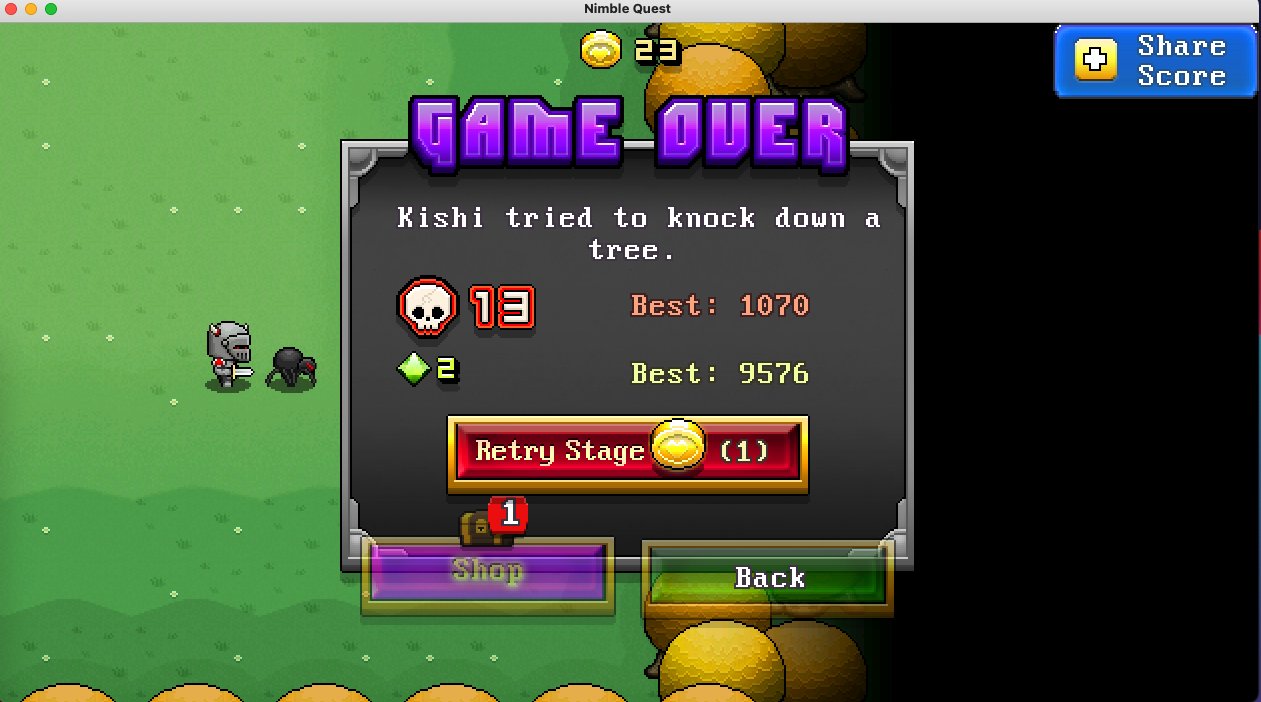 Nimble Quest
23
Share
Score
GAME OVER
Kishi tried to knock down a
tree.
13
Best: 1070
2
Best: 9576
Retry Stage (1)
1
Shop
Back